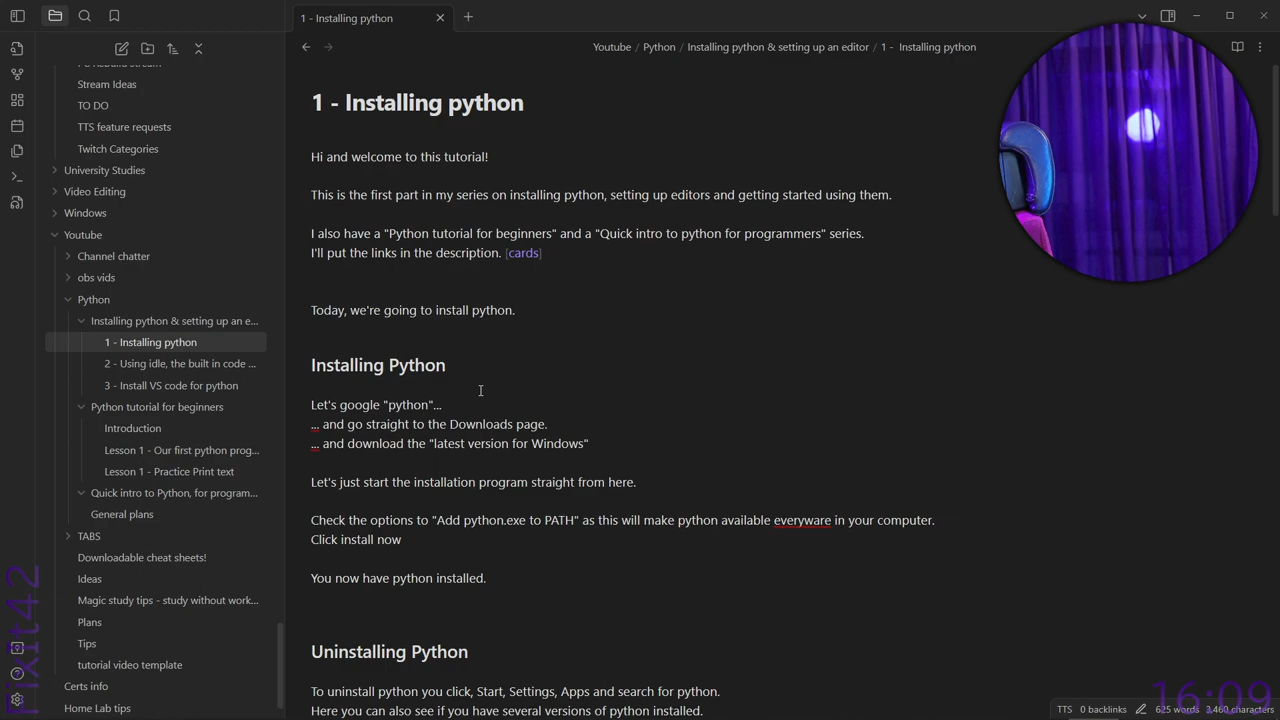 1 - Installing python
Youtube / Python / Installing python & setting up an editor / 1 - Installing python
Stream Ideas
TO DO
TTS feature requests
Twitch Categories
University Studies
Video Editing
Windows
Youtube
Channel chatter
obs vids
Python
Installing python & setting up an e...
1 - Installing python
2 - Using idle, the built in code ...
3 - Install VS code for python
Python tutorial for beginners
Introduction
Lesson 1 - Our first python prog...
Lesson 1 - Practice Print text
Quick intro to Python, for program...
General plans
TABS
Downloadable cheat sheets!
Ideas
Magic study tips - study without work...
Plans
Tips
tutorial video template
Certs info
Home Lab tips
Fixit42
1 - Installing python
Hi and welcome to this tutorial!
This is the first part in my series on installing python, setting up editors and getting started using them.
I also have a "Python tutorial for beginners" and a "Quick intro to python for programmers" series.
I'll put the links in the description. [cards]
Today, we're going to install python.
Installing Python
Let's google "python"...
... and go straight to the Downloads page.
... and download the "latest version for Windows"
Let's just start the installation program straight from here.
Check the options to "Add python.exe to PATH" as this will make python available everyware in your computer.
Click install now
You now have python installed.
Uninstalling Python
To uninstall python you click, Start, Settings, Apps and search for python.
Here you can also see if you have several versions of python installed.
16:09
TTS 0 backlinks 625 words 3,460 characters